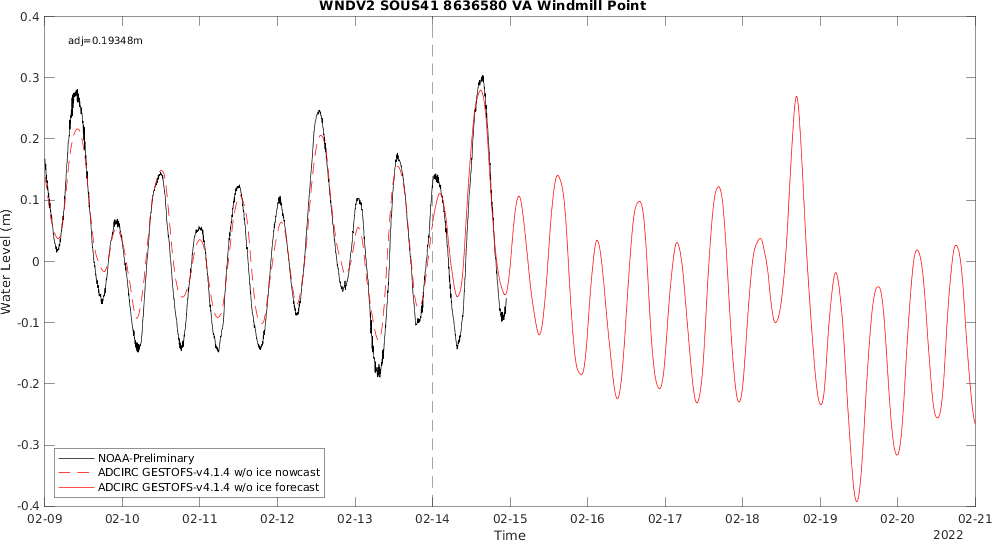 WNDV2 SOUS41 8636580 VA Windmill Point
adj=0.19348m
0.4
0.3
0.2
0.1
0
-0.1
-0.2
-0.3
-0.4
Water Level (m)
NOAA-Preliminary
ADCIRC GESTOFS-v4.1.4 w/o ice nowcast
ADCIRC GESTOFS-v4.1.4 w/o ice forecast
02-09 02-10 02-11 02-12 02-13 02-14 02-15 02-16 02-17 02-18 02-19 02-20 02-21
Time
2022